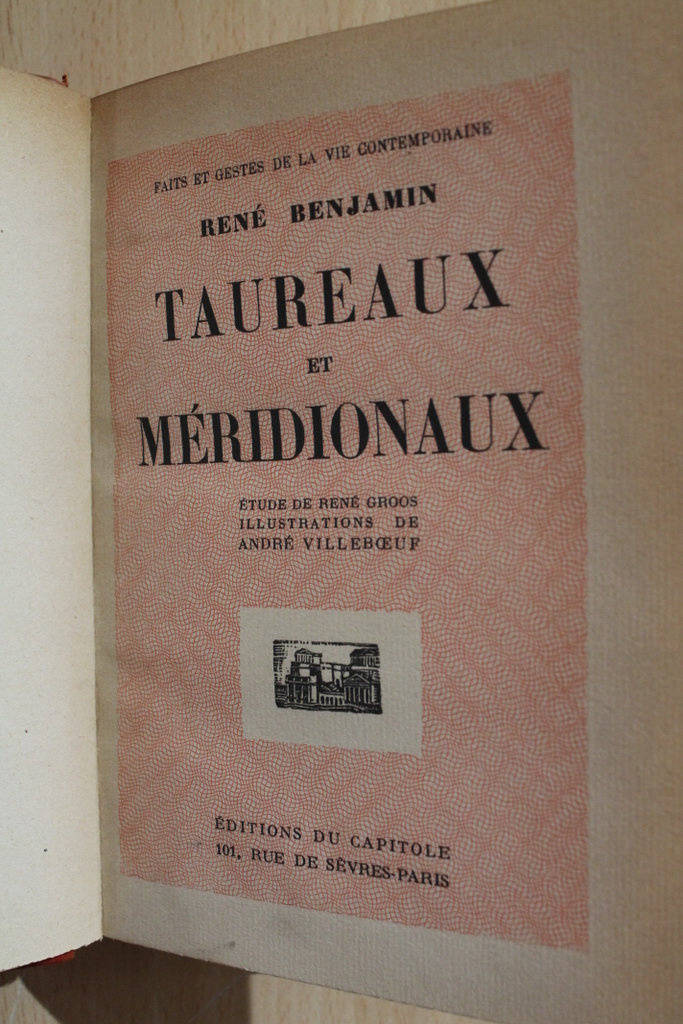 FAITS ET GESTES DE LA VIE CONTEMPORAINE
RENÉ BENJAMIN
TAUREAUX
ET
MÉRIDIONAUX
ÉTUDE DE RENÉ GROOS
ILLUSTRATIONS DE
ANDRÉ VILLEBŒUF
ÉDITIONS DU CAPITOLE
101, RUE DE SÈVRES-PARIS